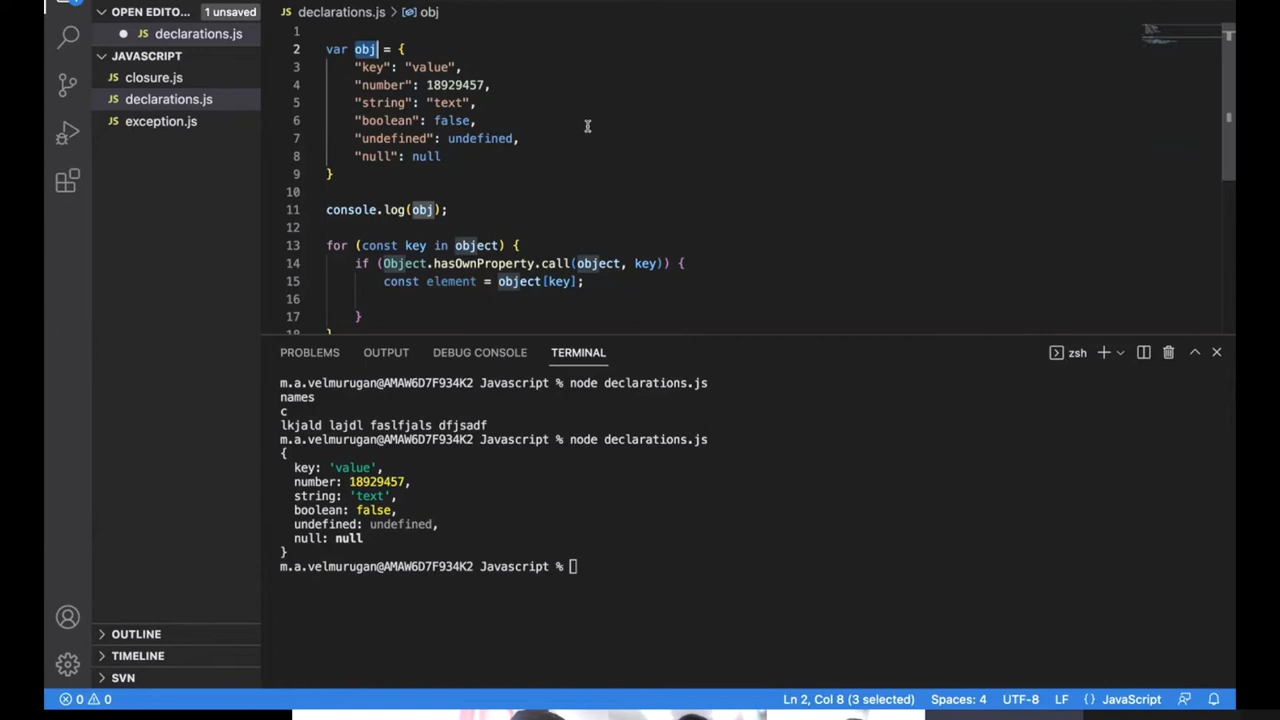 OPEN EDITO... 1 unsaved
declarations.js
JAVASCRIPT
closure.js
declarations.js
exception.js
OUTLINE
TIMELINE
SVN
JS declarations.js > obj
1
2 var obj = {
3 "key": "value",
4 "number": 18929457,
5 "string": "text",
6 "boolean": false,
7 "undefined": undefined,
8 "null": null
9 }
10
11 console.log(obj);
12
13 for (const key in object) {
14 if (Object.hasOwnProperty.call(object, key)) {
15 const element = object[key];
16
17 }
18 }
PROBLEMS OUTPUT DEBUG CONSOLE TERMINAL zsh
m.a.velmurugan@AMAW6D7F934K2 Javascript % node declarations.js
names
c
lkjald lajdl faslfjals dfjsadf
m.a.velmurugan@AMAW6D7F934K2 Javascript % node declarations.js
{
key: 'value',
number: 18929457,
string: 'text',
boolean: false,
undefined: undefined,
null: null
}
m.a.velmurugan@AMAW6D7F934K2 Javascript %
0 0 Ln 2, Col 8 (3 selected) Spaces: 4 UTF-8 LF {} JavaScript